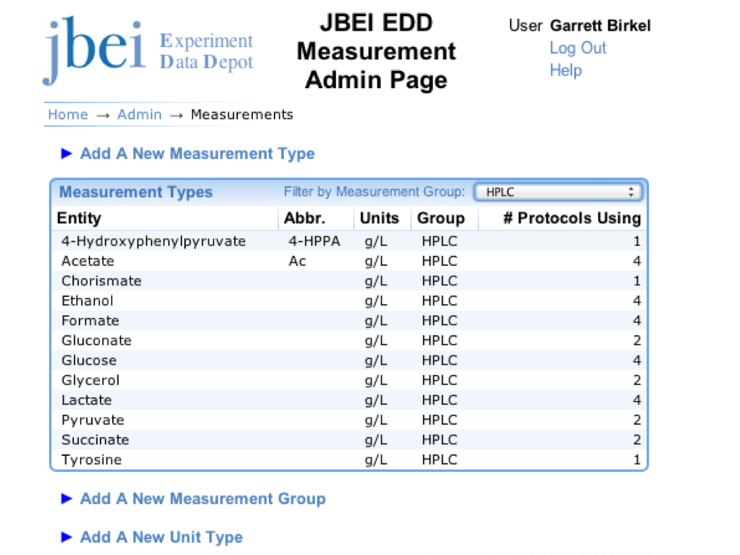 jbei Experiment Data Depot
JBEI EDD
Measurement
Admin Page
User Garrett Birkel
Log Out
Help
Home → Admin → Measurements
► Add A New Measurement Type
Measurement Types Filter by Measurement Group: HPLC
Entity Abbr. Units Group # Protocols Using
4-Hydroxyphenylpyruvate 4-HPPA g/L HPLC 1
Acetate Ac g/L HPLC 4
Chorismate g/L HPLC 1
Ethanol g/L HPLC 4
Formate g/L HPLC 4
Gluconate g/L HPLC 2
Glucose g/L HPLC 4
Glycerol g/L HPLC 2
Lactate g/L HPLC 4
Pyruvate g/L HPLC 2
Succinate g/L HPLC 2
Tyrosine g/L HPLC 1
► Add A New Measurement Group
► Add A New Unit Type